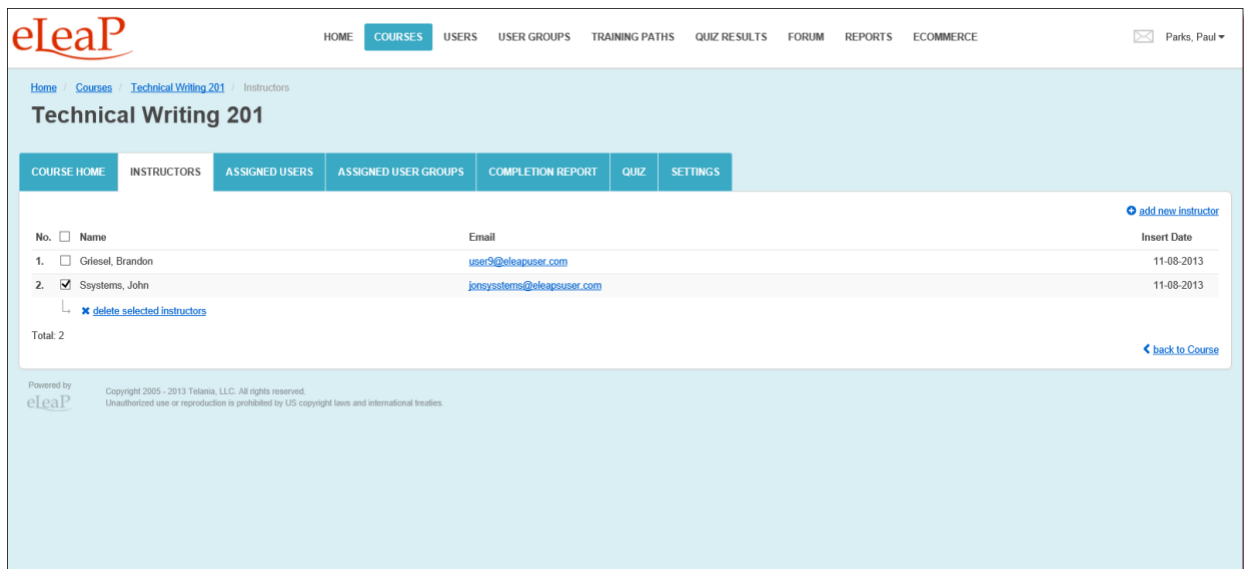 eLeaP
HOME COURSES USERS USER GROUPS TRAINING PATHS QUIZ RESULTS FORUM REPORTS ECOMMERCE Parks, Paul
Home / Courses / Technical Writing 201 / Instructors
Technical Writing 201
COURSE HOME INSTRUCTORS ASSIGNED USERS ASSIGNED USER GROUPS COMPLETION REPORT QUIZ SETTINGS
add new instructor
No. Name Email Insert Date
1. Griesel, Brandon user9@eleapuser.com 11-08-2013
2. Ssystems, John jonsysstems@eleapsuser.com 11-08-2013
delete selected instructors
Total: 2
back to Course
Powered by
eLeaP
Copyright 2005 - 2013 Telania, LLC. All rights reserved.
Unauthorized use or reproduction is prohibited by US copyright laws and international treaties.